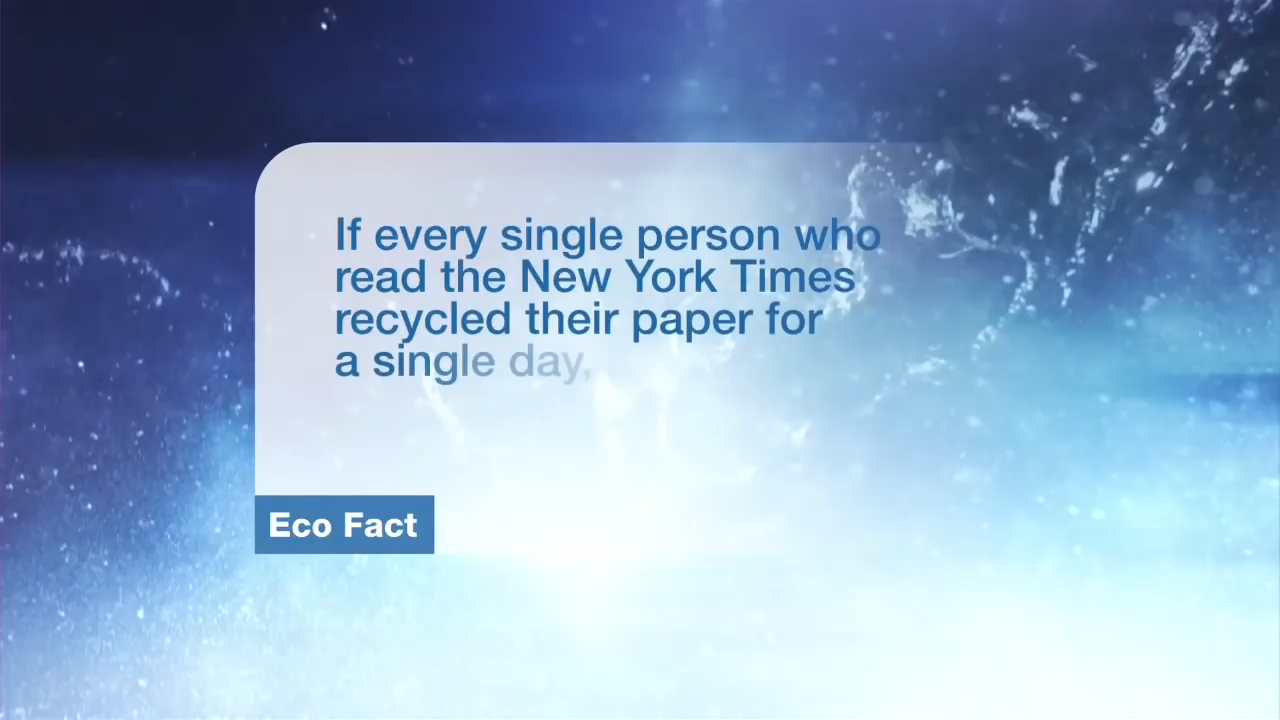 If every single person who
read the New York Times
recycled their paper for
a single day,
Eco Fact